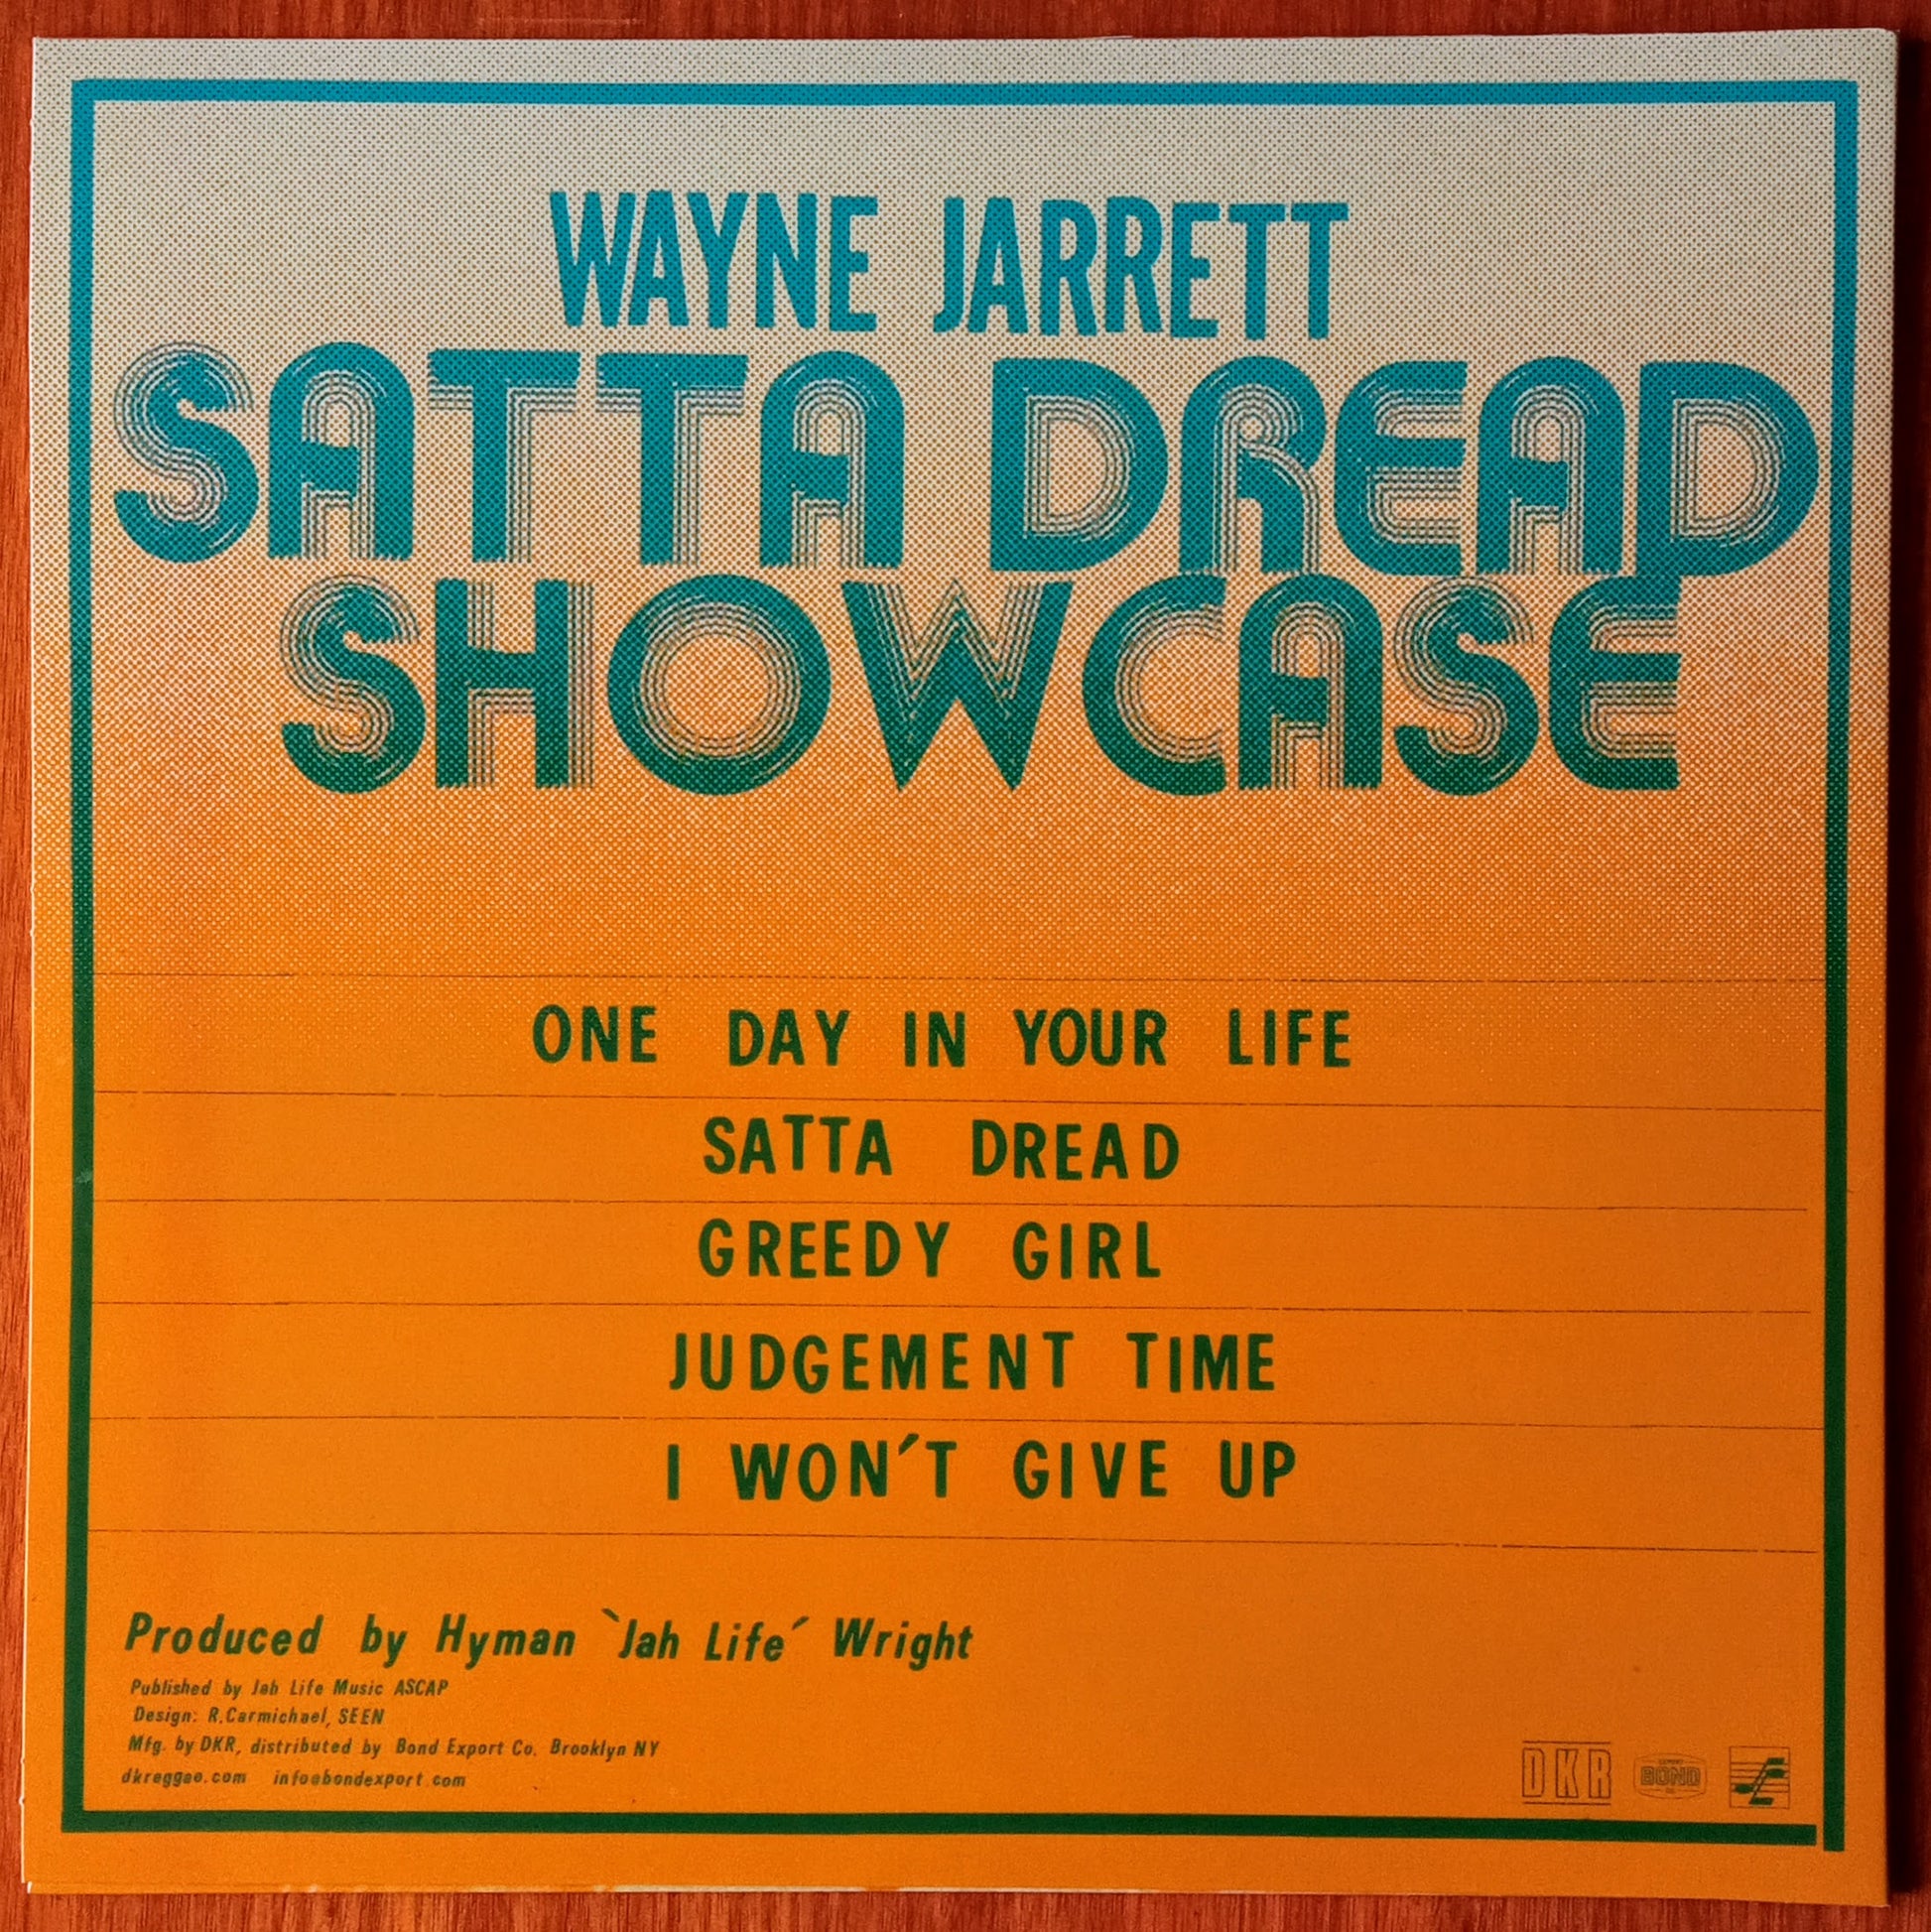 WAYNE JARRETT
SATTA DREAD
SHOWCASE
ONE DAY IN YOUR LIFE
SATTA DREAD
GREEDY GIRL
JUDGEMENT TIME
I WON´T GIVE UP
Produced by Hyman `Jah Life´ Wright
Published by Jah Life Music ASCAP
Design: R.Carmichael, SEEN
Mfg. by DKR, distributed by Bond Export Co. Brooklyn NY
dkreggae.com info@bondexport.com
DKR BOND